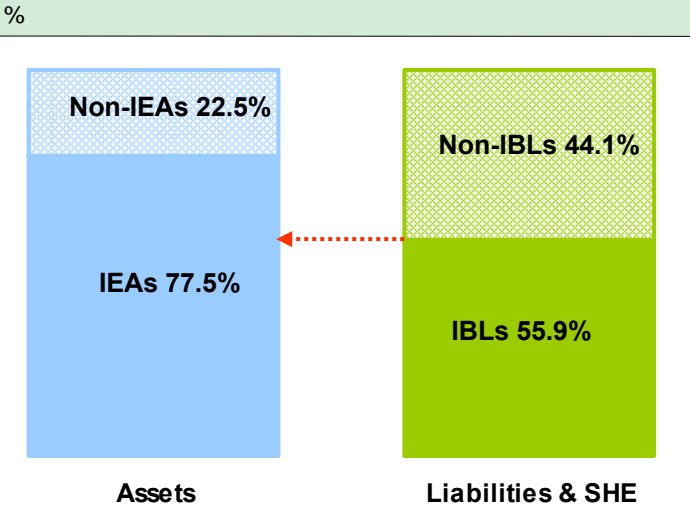 %
Non-IEAs 22.5%
Non-IBLs 44.1%
IEAs 77.5%
IBLs 55.9%
Assets
Liabilities & SHE